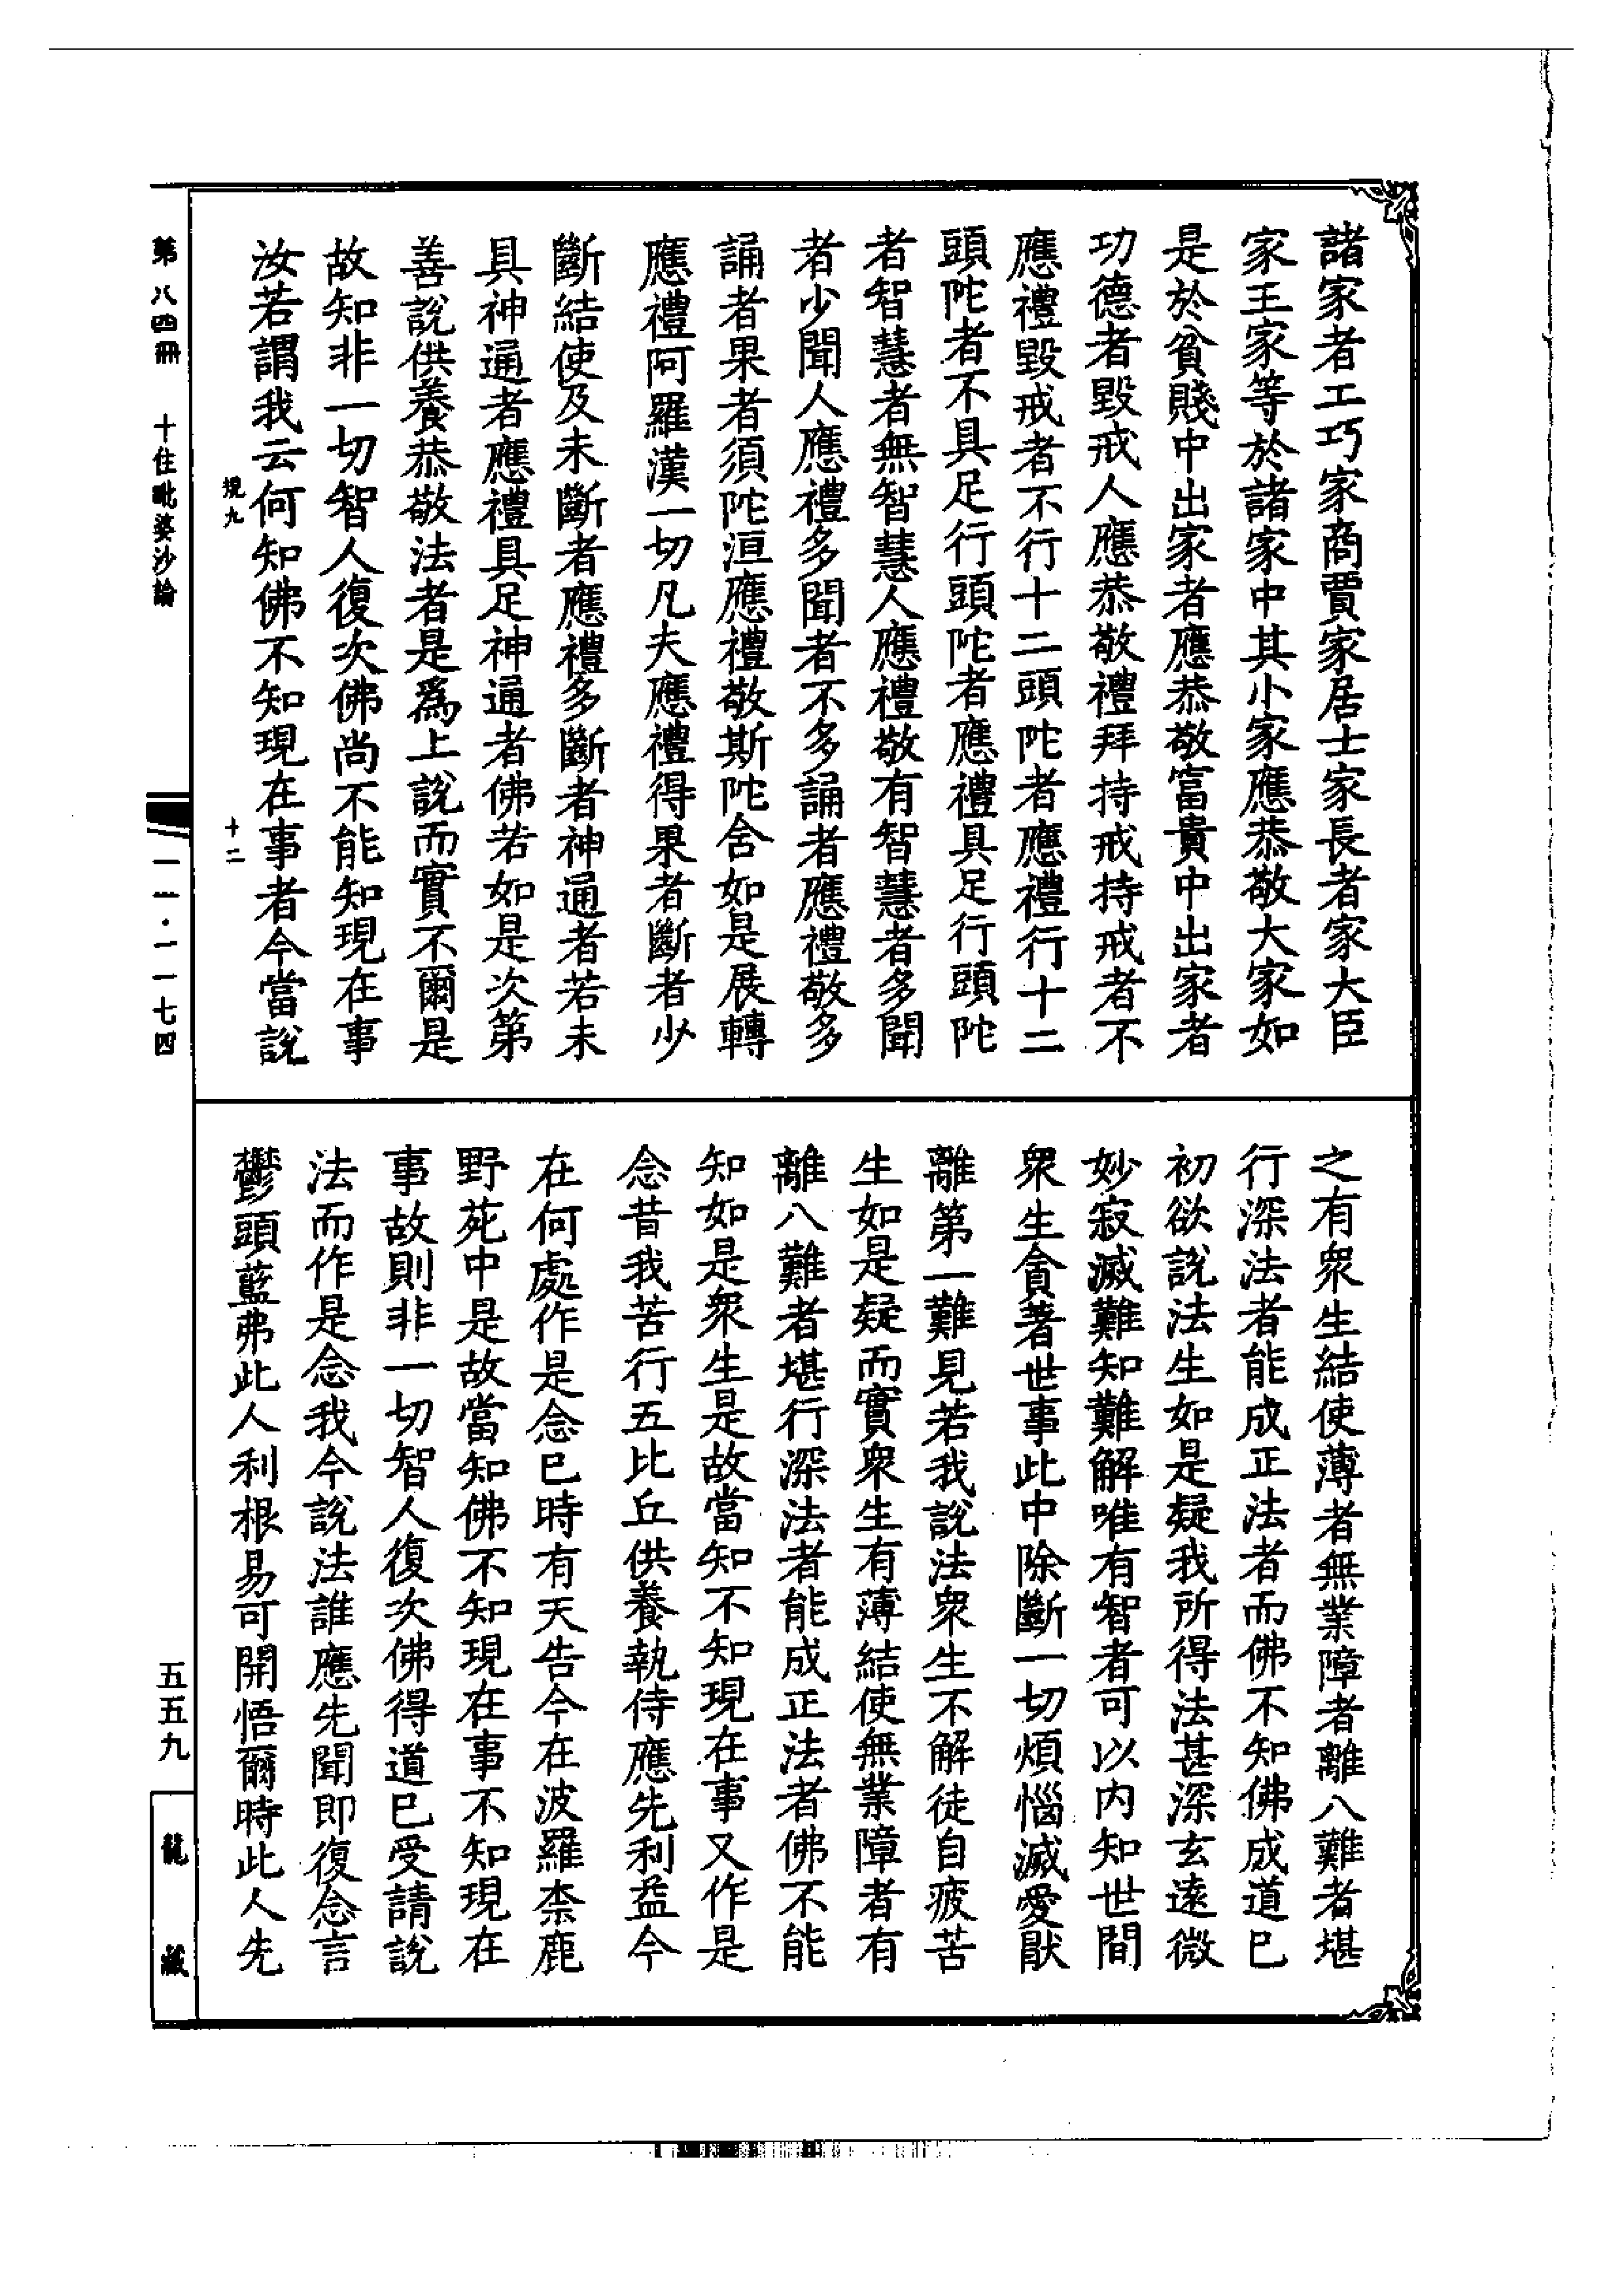 諸家者工巧家商賈家居士家長者家大臣
家王家等於諸家中其小家應恭敬大家如
是於貧賤中出家者應恭敬富貴中出家者
功德者毀戒人應恭敬禮拜持戒持戒者不
應禮毀戒者不行十二頭陀者應禮行十二
頭陀者不具足行頭陀者應禮具足行頭陀
者智慧者無智慧人應禮敬有智慧者多聞
者少聞人應禮多聞者不多誦者應禮敬多
誦者果者須陀洹應禮敬斯陀含如是展轉
應禮阿羅漢一切凡夫應禮得果者斷者少
斷結使及未斷者應禮多斷者神通者若未
具神通者應禮具足神通者佛若如是次第
善說供養恭敬法者是為上說而實不爾是
故知非一切智人復次佛尚不能知現在事
汝若謂我云何知佛不知現在事者今當說
規九
十二
之有眾生結使薄者無業障者離八難者堪
行深法者能成正法者而佛不知佛成道已
初欲說法生如是疑我所得法甚深玄遠微
妙寂滅難知難解唯有智者可以內知世間
眾生貪著世事此中除斷一切煩惱滅愛厭
離第一難見若我說法眾生不解徒自疲苦
生如是疑而實眾生有薄結使無業障者有
離八難者堪行深法者能成正法者佛不能
知如是眾生是故當知不知現在事又作是
念昔我苦行五比丘供養執侍應先利益今
在何處作是念已時有天告今在波羅柰鹿
野苑中是故當知佛不知現在事不知現在
事故則非一切智人復次佛得道已受請說
法而作是念我今說法誰應先聞即復念言
鬱頭藍弗此人利根易可開悟爾時此人先
第八四冊
十住毗婆沙論
一一·一一七四
五五九
龍藏